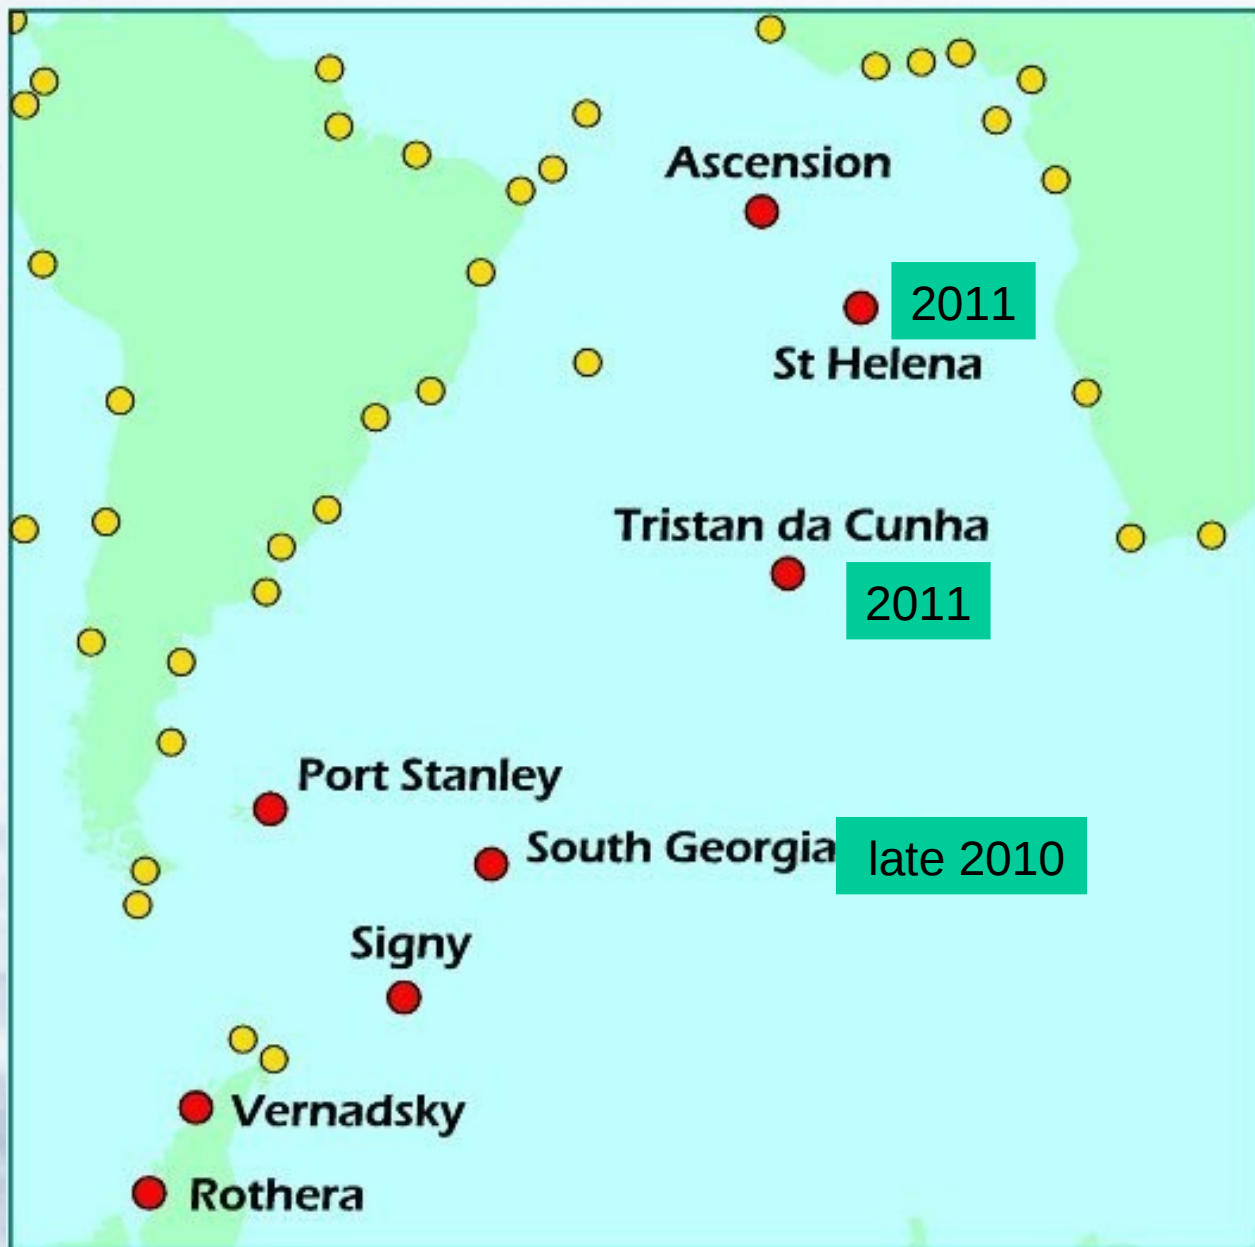 Ascension
2011
St Helena
Tristan da Cunha
2011
Port Stanley
South Georgia late 2010
Signy
Vernadsky
Rothera